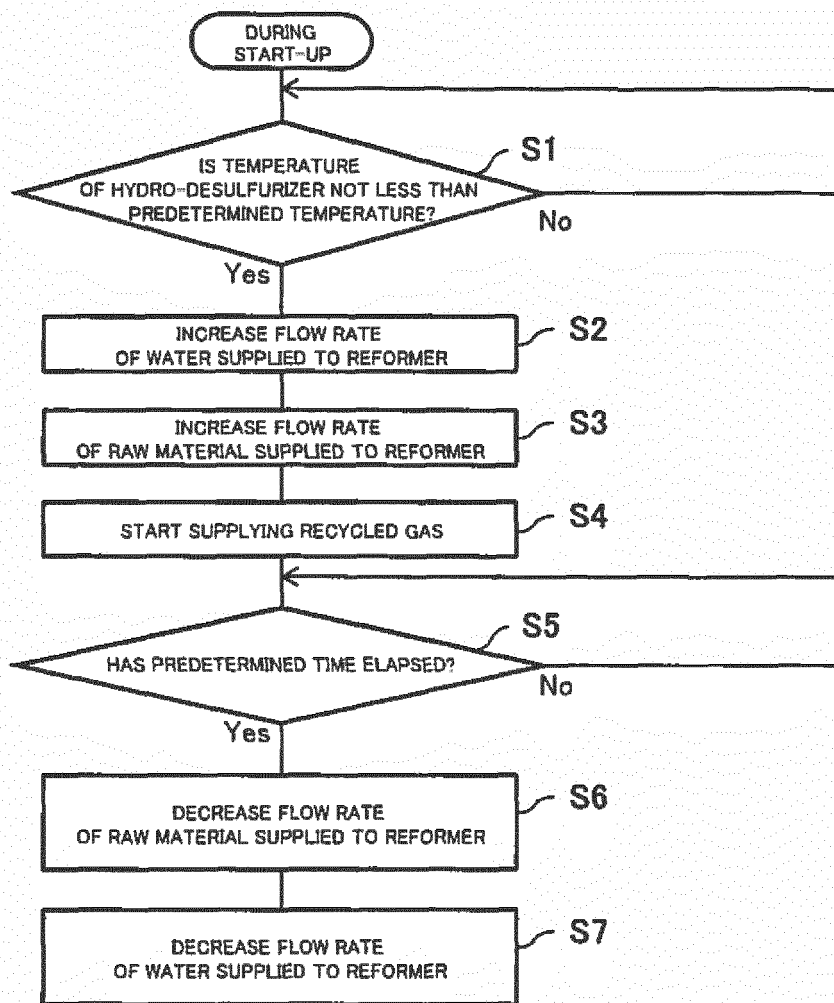 DURING
START-UP
S1
IS TEMPERATURE
OF HYDRO-DESULFURIZER NOT LESS THAN
PREDETERMINED TEMPERATURE?
No
Yes
INCREASE FLOW RATE
OF WATER SUPPLIED TO REFORMER
S2
INCREASE FLOW RATE
OF RAW MATERIAL SUPPLIED TO REFORMER
S3
START SUPPLYING RECYCLED GAS
S4
S5
HAS PREDETERMINED TIME ELAPSED?
No
Yes
DECREASE FLOW RATE
OF RAW MATERIAL SUPPLIED TO REFORMER
S6
DECREASE FLOW RATE
OF WATER SUPPLIED TO REFORMER
S7